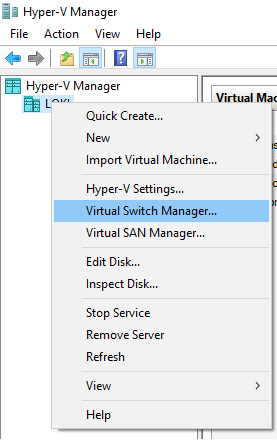 Hyper-V Manager
File Action View Help
Hyper-V Manager
LOKI
Virtual Mac
Quick Create...
New
Import Virtual Machine...
Hyper-V Settings...
Virtual Switch Manager...
Virtual SAN Manager...
Edit Disk...
Inspect Disk...
Stop Service
Remove Server
Refresh
View
Help